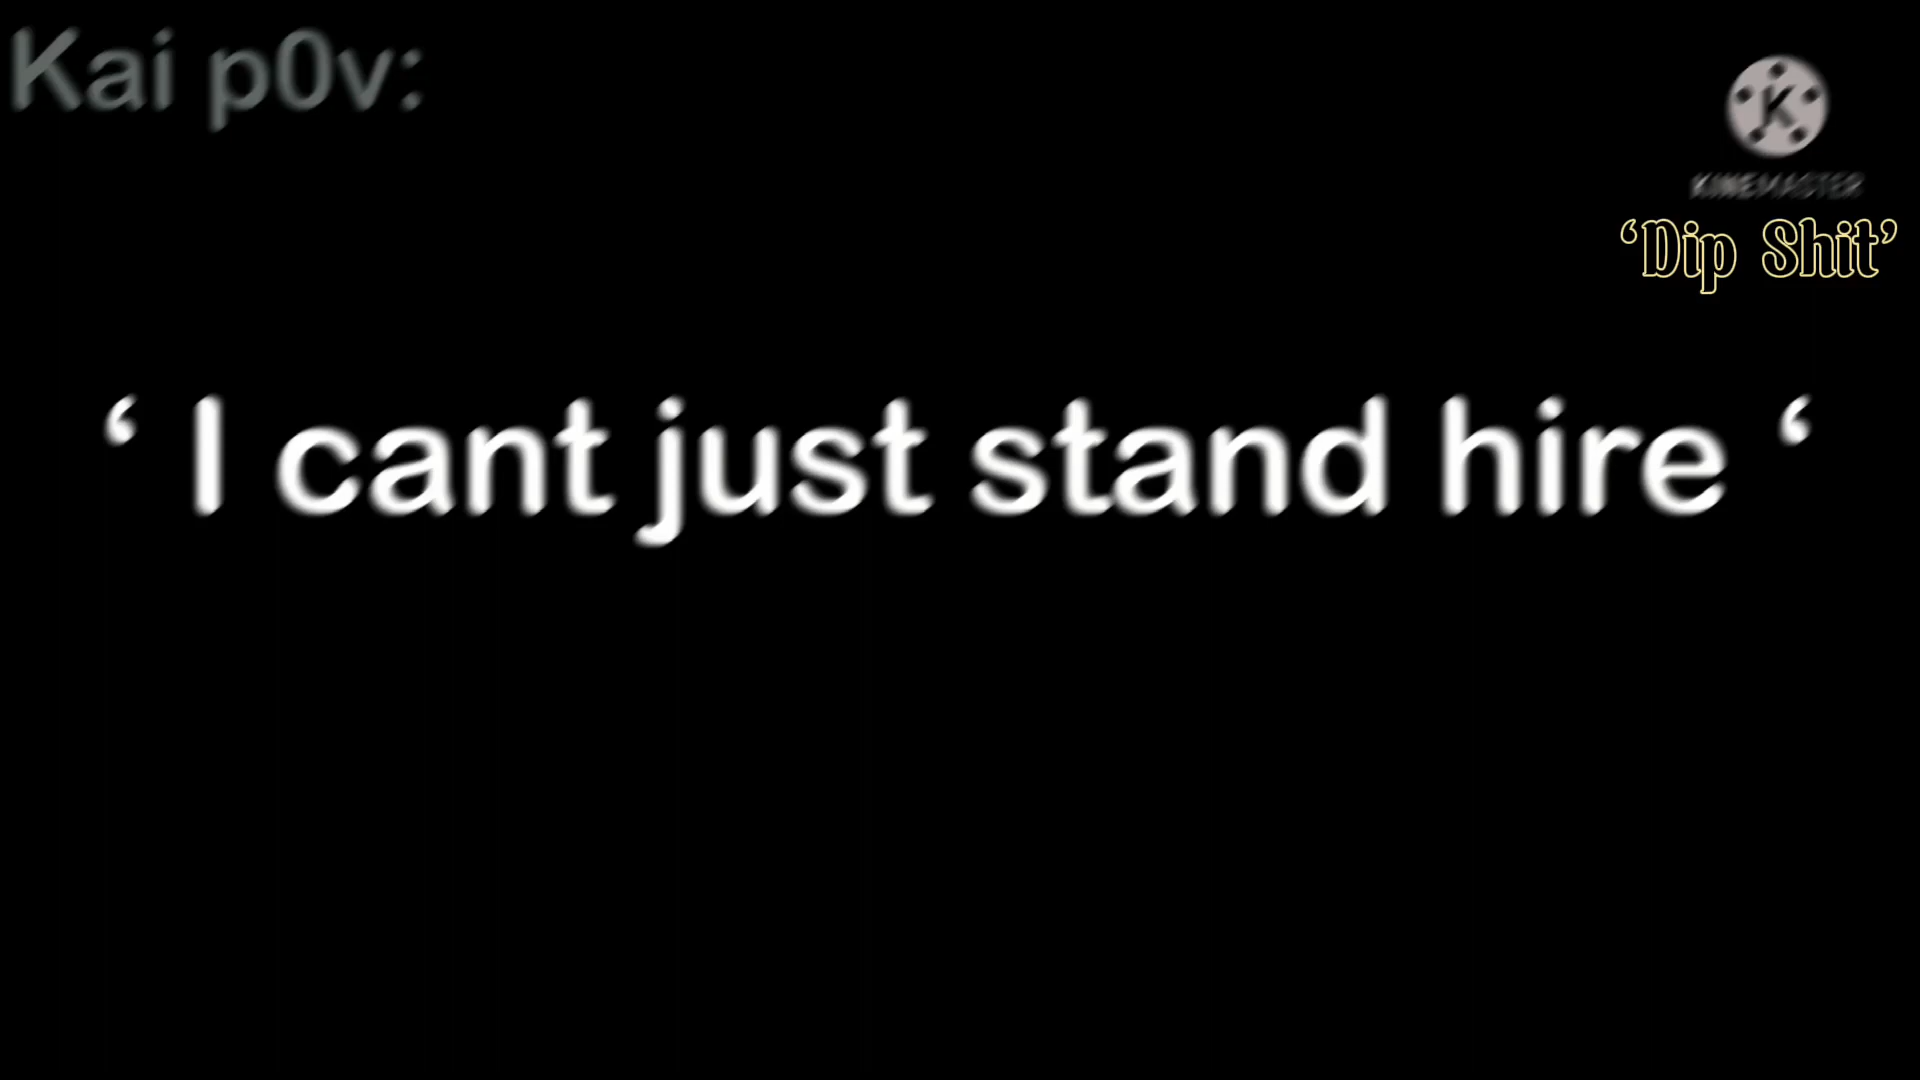 Kai p0v:
KINEMASTER
‘Dip Shit’
‘ I cant just stand hire ‘